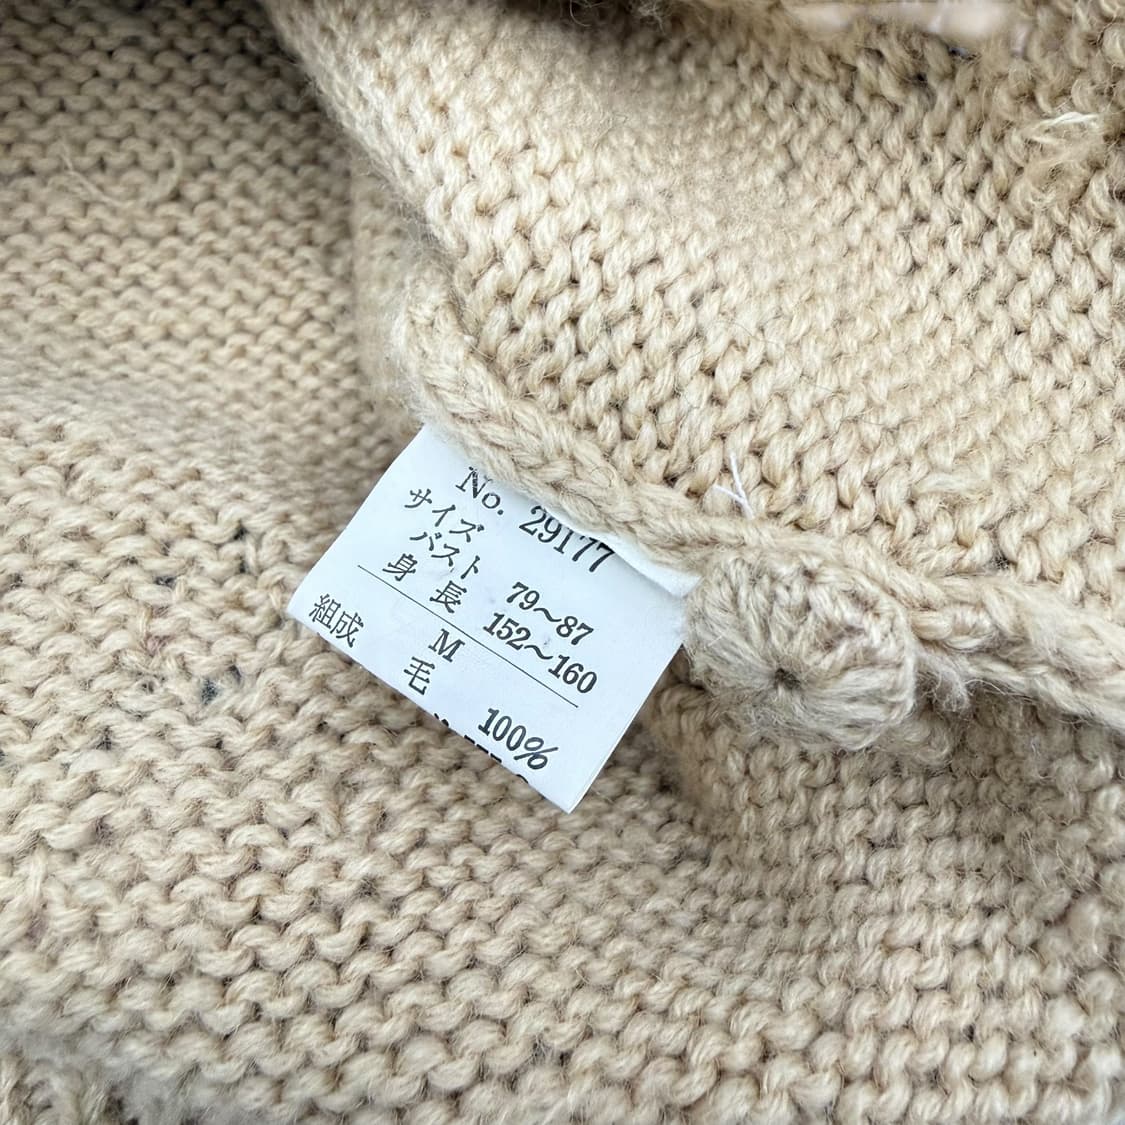 No. 29177
サイズ
バスト 79〜87
身長 152〜160
M
組成 毛 100%